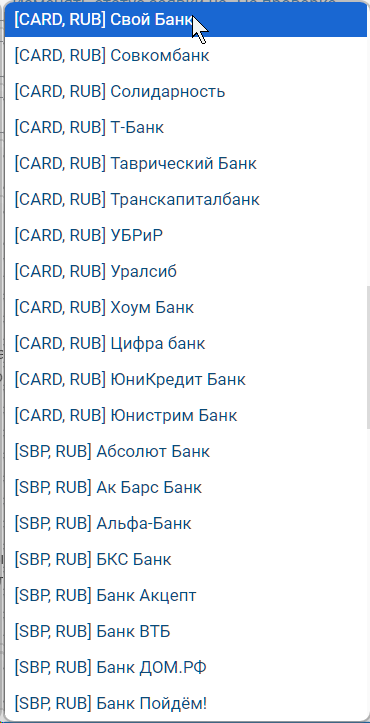 [CARD, RUB] Свой Банк
[CARD, RUB] Совкомбанк
[CARD, RUB] Солидарность
[CARD, RUB] Т-Банк
[CARD, RUB] Таврический Банк
[CARD, RUB] Транскапиталбанк
[CARD, RUB] УБРиР
[CARD, RUB] Уралсиб
[CARD, RUB] Хоум Банк
[CARD, RUB] Цифра банк
[CARD, RUB] ЮниКредит Банк
[CARD, RUB] Юнистрим Банк
[SBP, RUB] Абсолют Банк
[SBP, RUB] Ак Барс Банк
[SBP, RUB] Альфа-Банк
[SBP, RUB] БКС Банк
[SBP, RUB] Банк Акцепт
[SBP, RUB] Банк ВТБ
[SBP, RUB] Банк ДОМ.РФ
[SBP, RUB] Банк Пойдём!